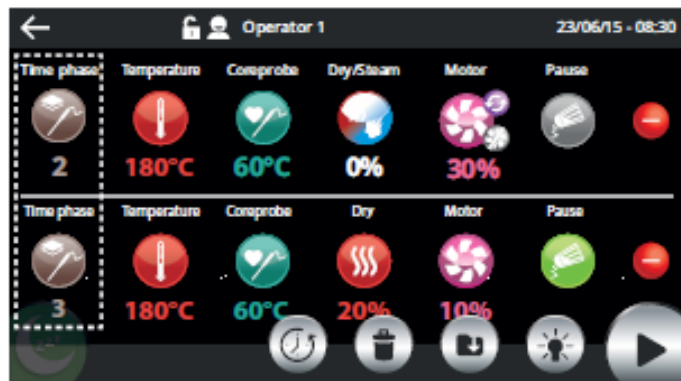 Operator 1 23/06/15 - 08:30
Time phase Temperature Coreprobe Dry/Steam Motor Pause
2 180°C 60°C 0% 30%
Time phase Temperature Coreprobe Dry Motor Pause
3 180°C 60°C 20% 10%